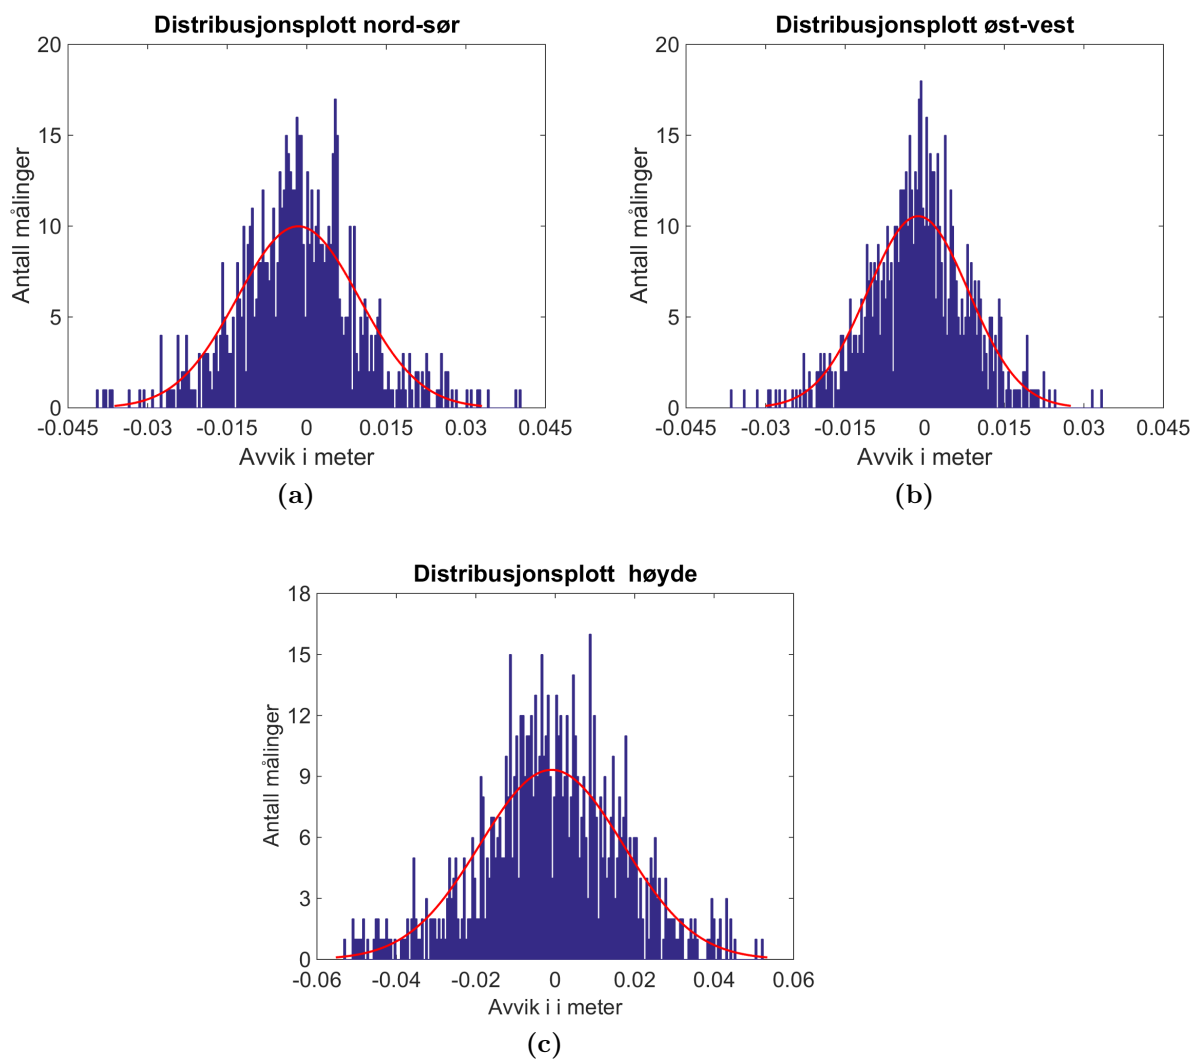 Distribusjonsplott nord-sør
20
15
10
5
0
-0.045 -0.03 -0.015 0 0.015 0.03 0.045
Antall målinger
Avvik i meter
(a)
Distribusjonsplott øst-vest
20
15
10
5
0
-0.045 -0.03 -0.015 0 0.015 0.03 0.045
Antall målinger
Avvik i meter
(b)
Distribusjonsplott høyde
18
15
12
9
6
3
0
-0.06 -0.04 -0.02 0 0.02 0.04 0.06
Antall målinger
Avvik i i meter
(c)